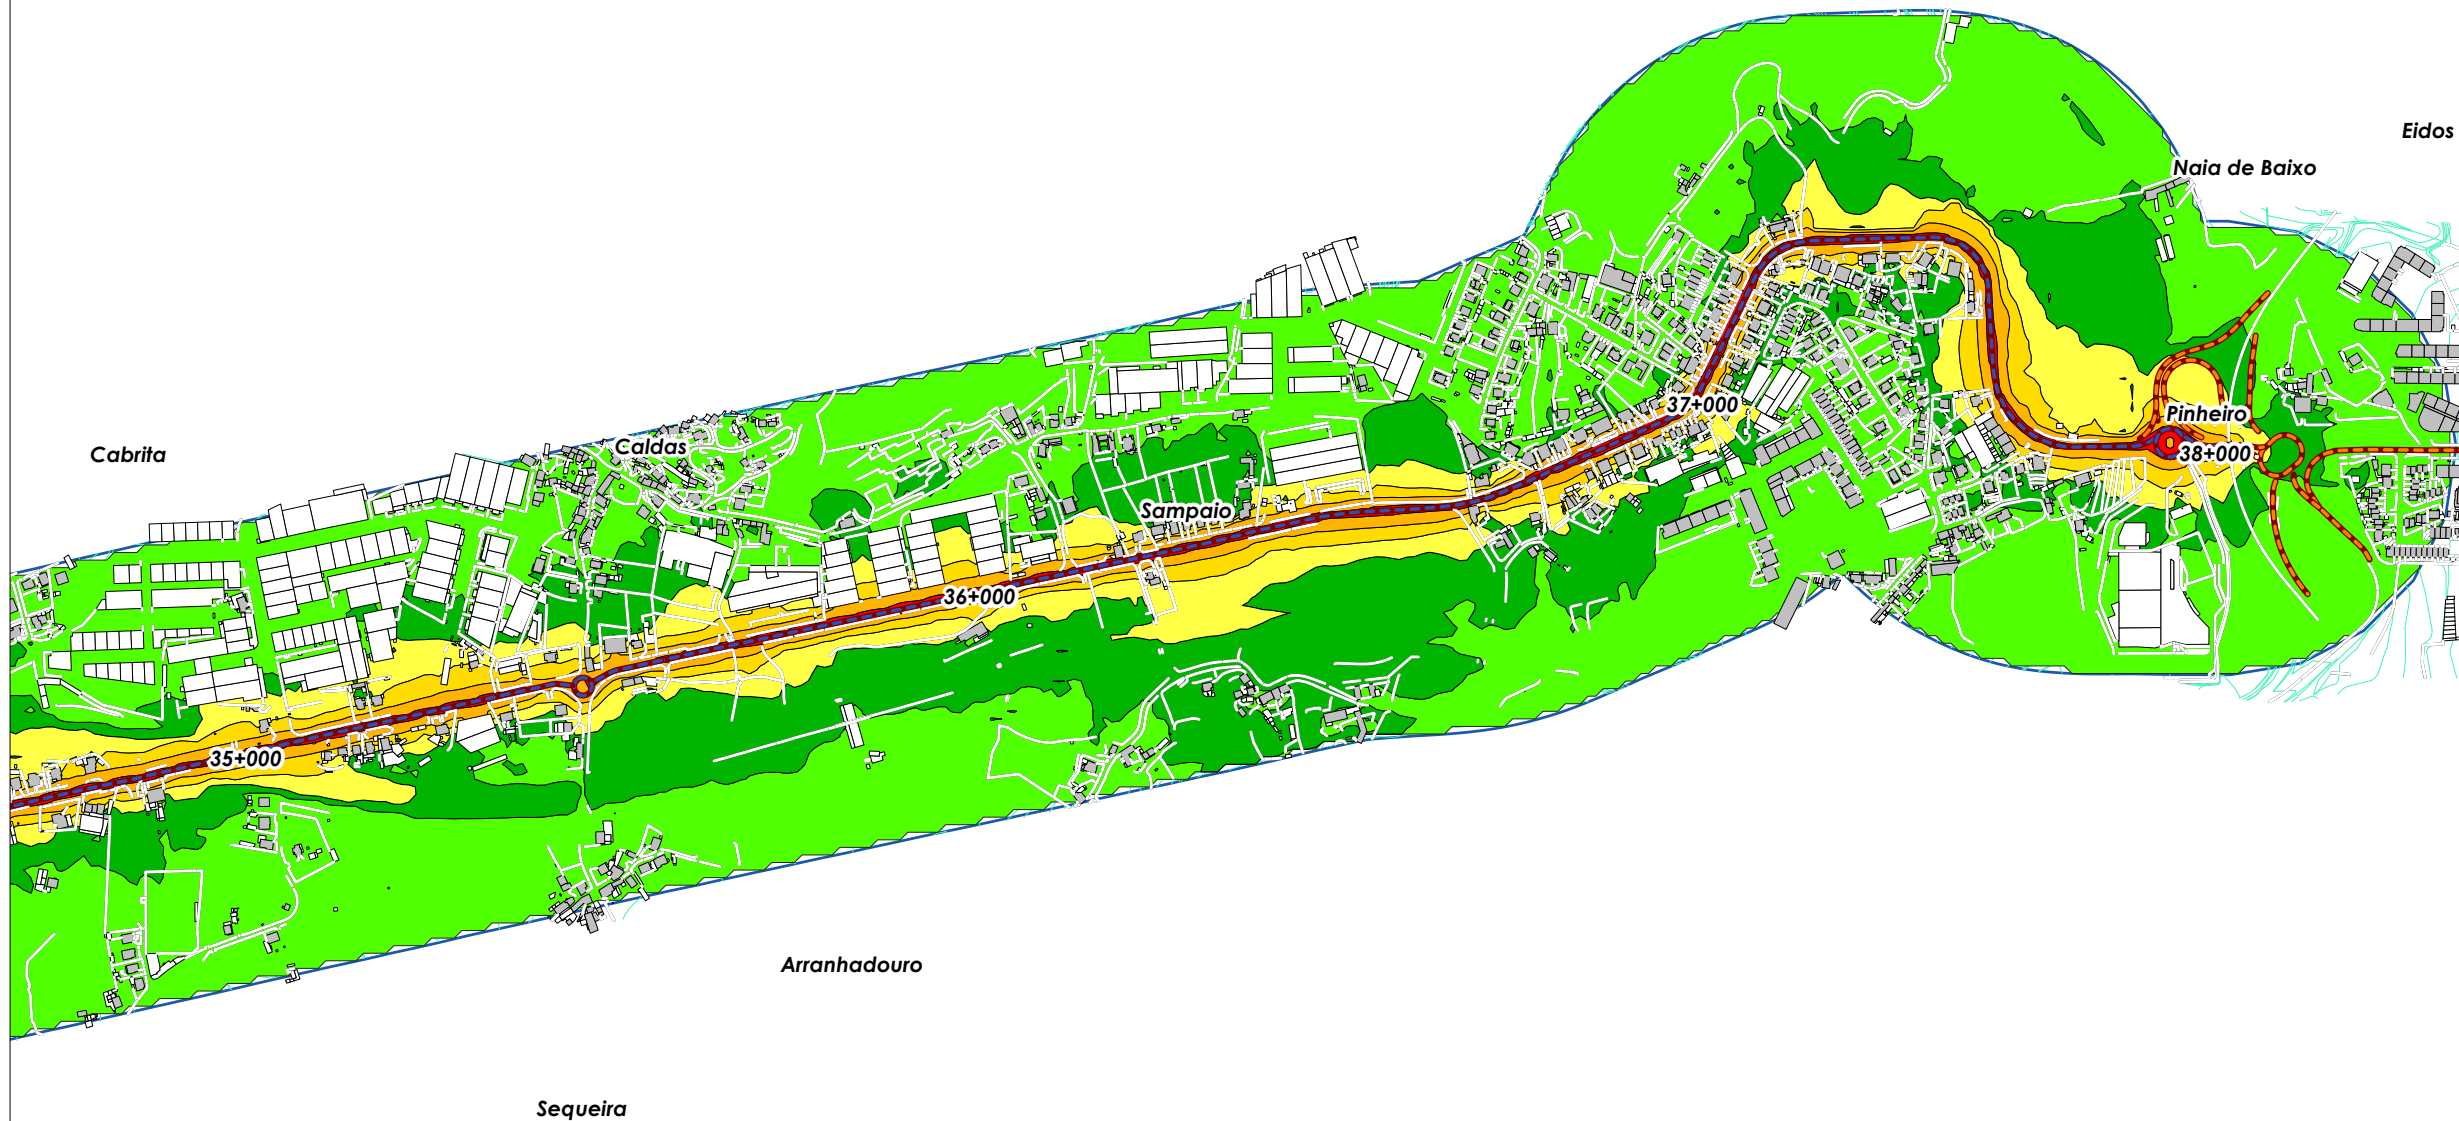 Eidos
Naia de Baixo
37+000
Pinheiro
Caldas
Cabrita
38+000
Sampaio
36+000
35+000
Arranhadouro
Sequeira